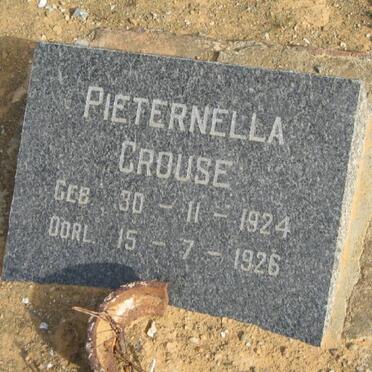 PIETERNELLA
CROUSE
GEB 30 - 11 - 1924
OORL. 15 - 7 - 1926